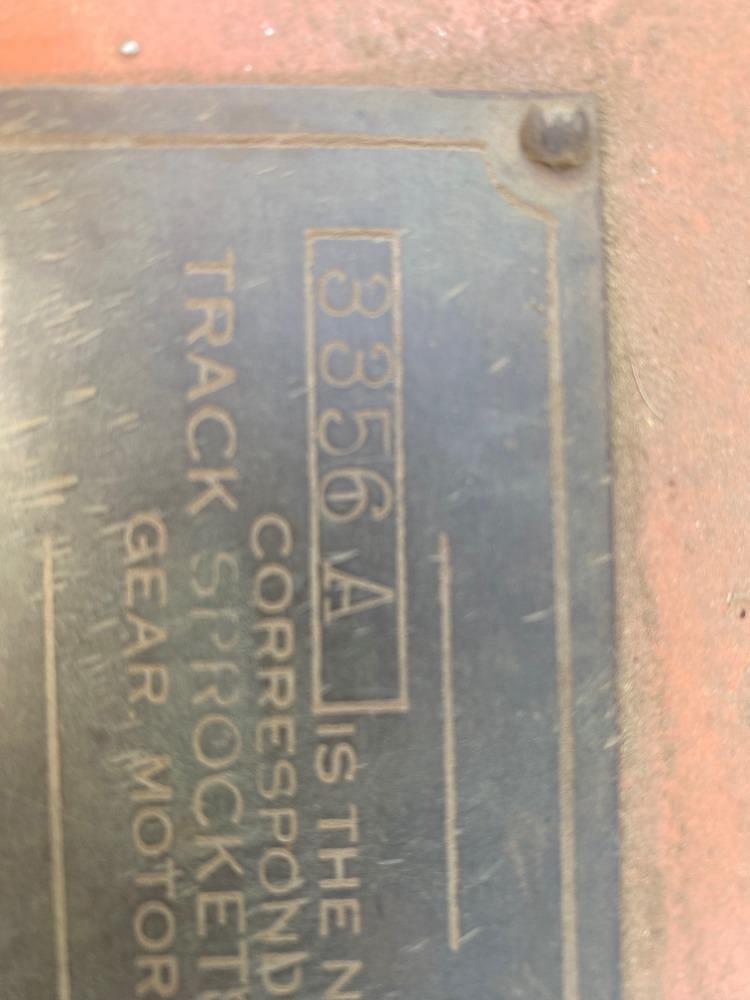 3356 A IS THE N
CORRESPOND
TRACK SPROCKET
GEAR, MOTOR